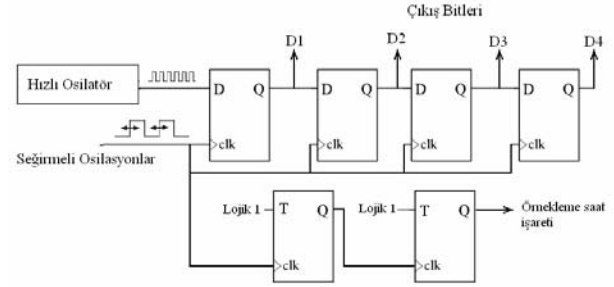 Çıkış Bitleri
D1
D2
D3
D4
Hızlı Osilatör
D Q
D Q
D Q
D Q
clk
clk
clk
clk
Seğirmeli Osilasyonlar
Lojik 1
T Q
Lojik 1
T Q
Örnekleme saat
işareti
clk
clk